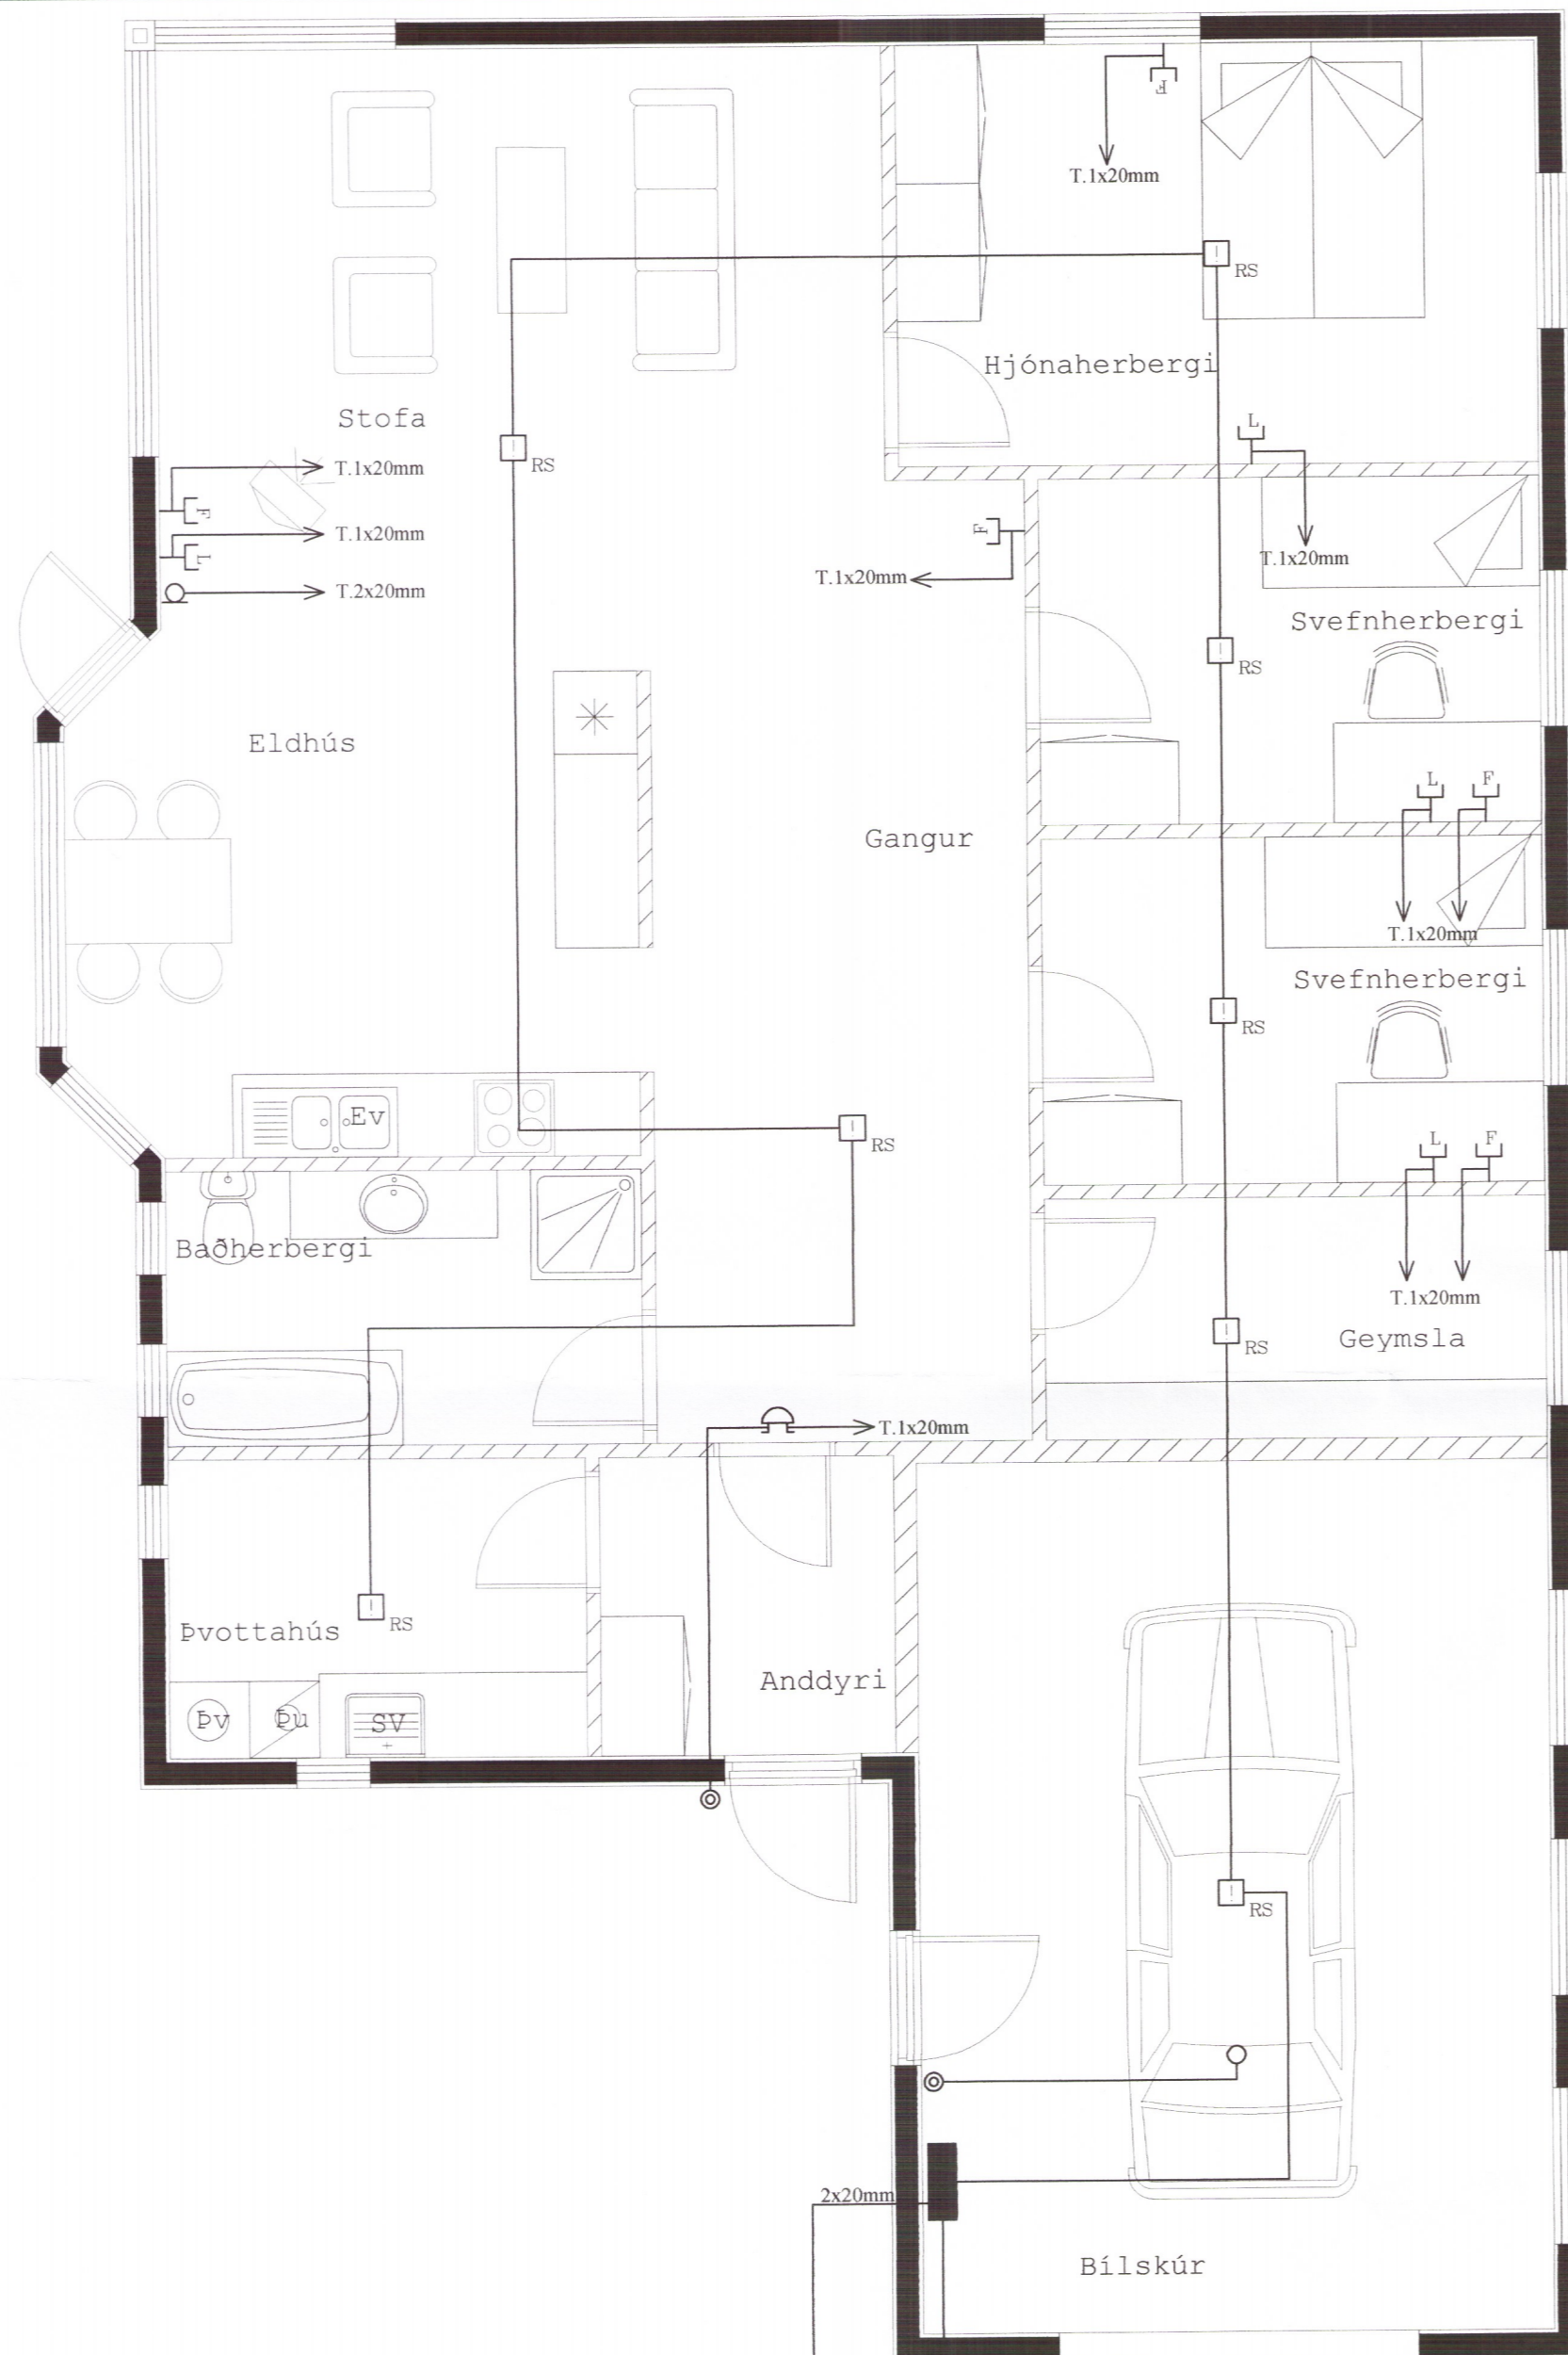 F
T.1x20mm
RS
Hjónaherbergi
Stofa
L
T.1x20mm
RS
F
T.1x20mm
L
T.1x20mm
F
T.1x20mm
T.2x20mm
Svefnherbergi
RS
Eldhús
L F
Gangur
T.1x20mm
Svefnherbergi
RS
Ev
RS
L F
Baðherbergi
T.1x20mm
Geymsla
RS
T.1x20mm
RS
Þvottahús
Anddyri
Þv
Þu
SV
RS
2x20mm
Bílskúr